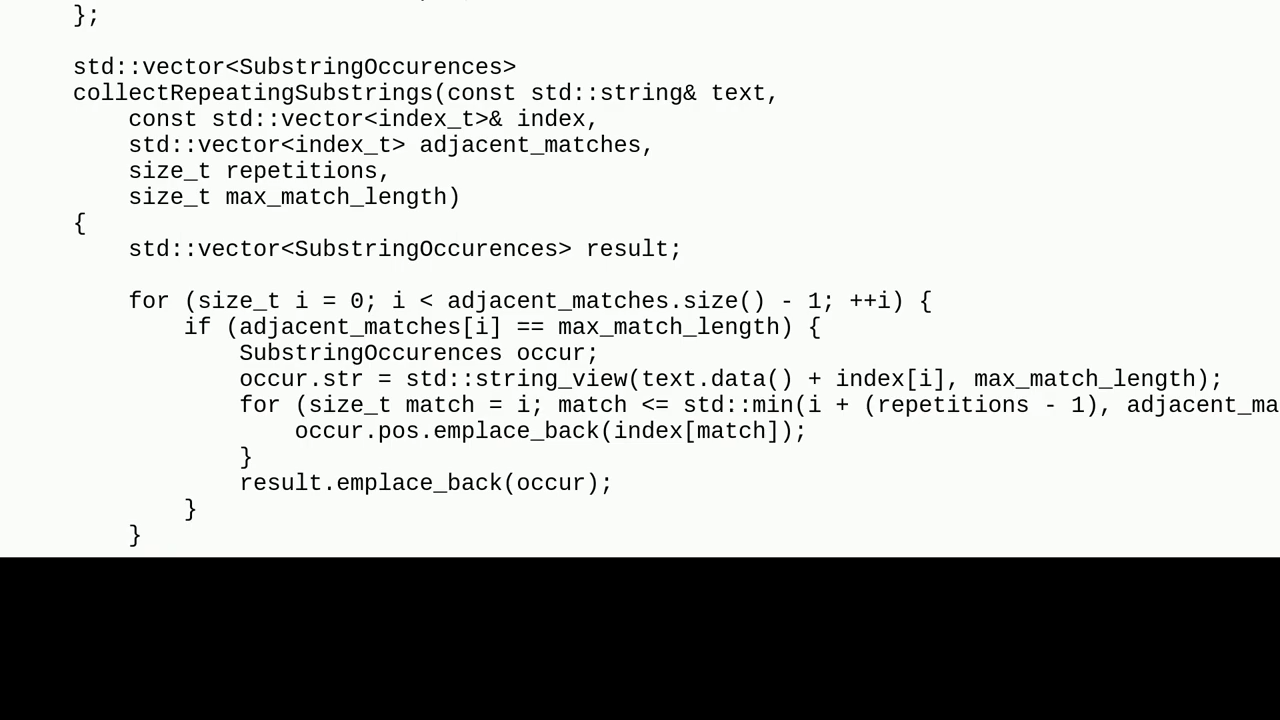 };
std::vector<SubstringOccurences>
collectRepeatingSubstrings(const std::string& text,
    const std::vector<index_t>& index,
    std::vector<index_t> adjacent_matches,
    size_t repetitions,
    size_t max_match_length)
{
    std::vector<SubstringOccurences> result;
    for (size_t i = 0; i < adjacent_matches.size() - 1; ++i) {
        if (adjacent_matches[i] == max_match_length) {
            SubstringOccurences occur;
            occur.str = std::string_view(text.data() + index[i], max_match_length);
            for (size_t match = i; match <= std::min(i + (repetitions - 1), adjacent_ma
                occur.pos.emplace_back(index[match]);
            }
            result.emplace_back(occur);
        }
    }